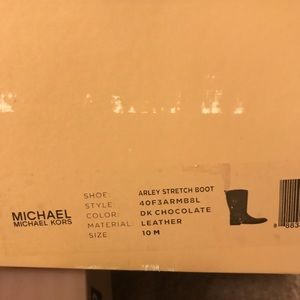 SHOE: ARLEY STRETCH BOOT
STYLE: 40F3ARMB8L
COLOR: DK CHOCOLATE
MATERIAL: LEATHER
SIZE: 10 M
MICHAEL
MICHAEL KORS